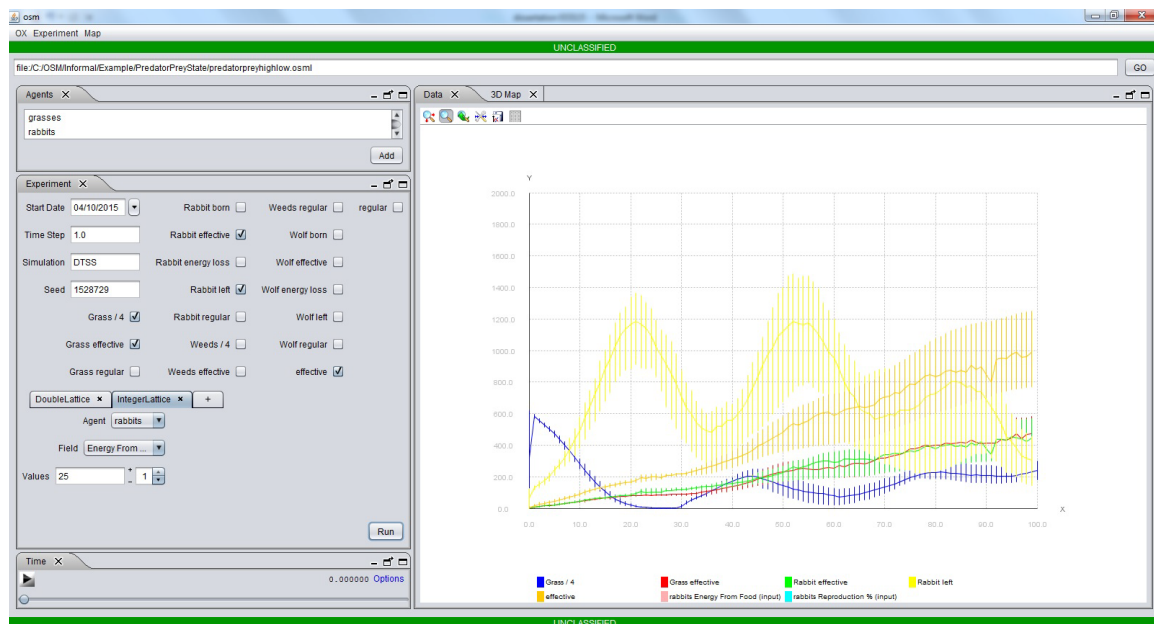 osm
OX Experiment Map
UNCLASSIFIED
file:/C:/OSM/Informal/Example/PredatorPreyState/predatorpreyhighlow.osml
GO
Agents
grasses
rabbits
Add
Experiment
Start Date 04/10/2015 Rabbit born Weeds regular regular
Time Step 1.0 Rabbit effective Wolf born
Simulation DTSS Rabbit energy loss Wolf effective
Seed 1528729 Rabbit left Wolf energy loss
Grass / 4 Rabbit regular Wolf left
Grass effective Weeds / 4 Wolf regular
Grass regular Weeds effective effective
DoubleLattice IntegerLattice +
Agent rabbits
Field Energy From ...
Values 25 + - 1
Run
Time
0.000000 Options
Data 3D Map
Y
2000.0
1800.0
1600.0
1400.0
1200.0
1000.0
800.0
600.0
400.0
200.0
0.0
X
0.0 10.0 20.0 30.0 40.0 50.0 60.0 70.0 80.0 90.0 100.0
Grass / 4 Grass effective Rabbit effective Rabbit left
effective rabbits Energy From Food (input) rabbits Reproduction % (input)
UNCLASSIFIED